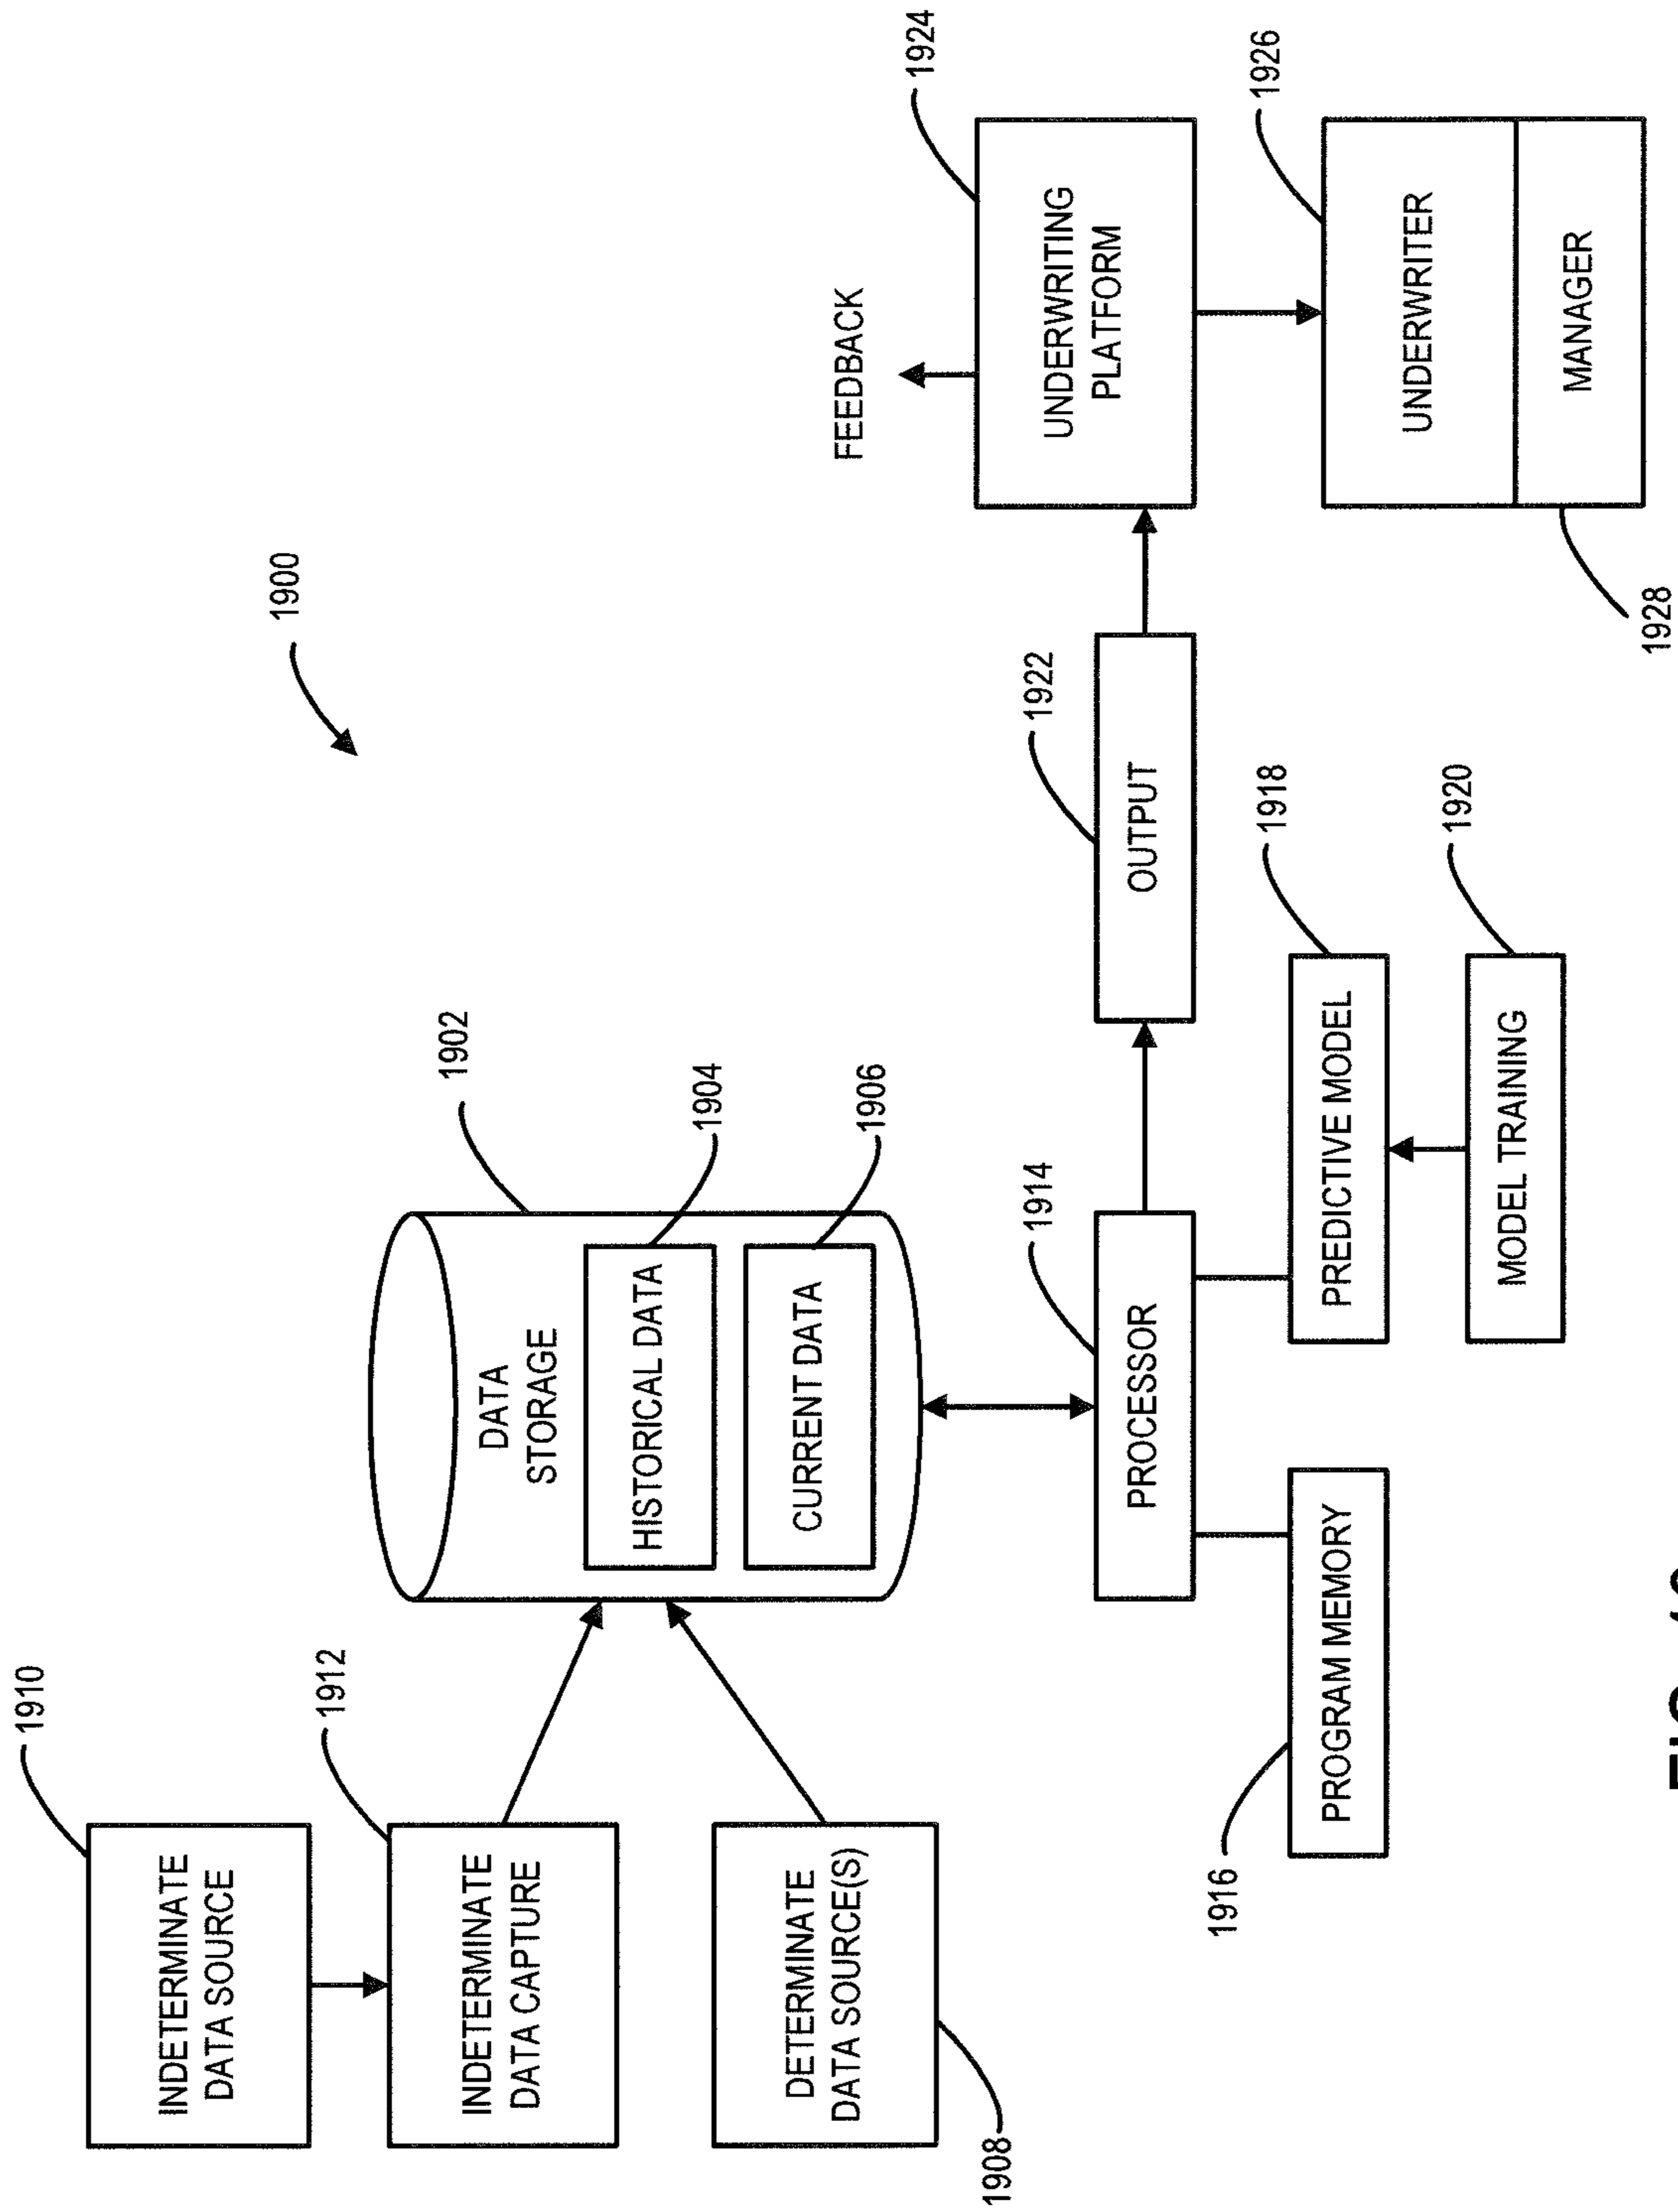 1900
1910
INDETERMINATE
DATA SOURCE
1912
INDETERMINATE
DATA CAPTURE
DETERMINATE
DATA SOURCE(S)
1908
1902
DATA
STORAGE
HISTORICAL DATA
1904
CURRENT DATA
1906
PROCESSOR
1914
PROGRAM MEMORY
1916
PREDICTIVE MODEL
1918
MODEL TRAINING
1920
OUTPUT
1922
FEEDBACK
UNDERWRITING
PLATFORM
1924
UNDERWRITER
1926
MANAGER
1928